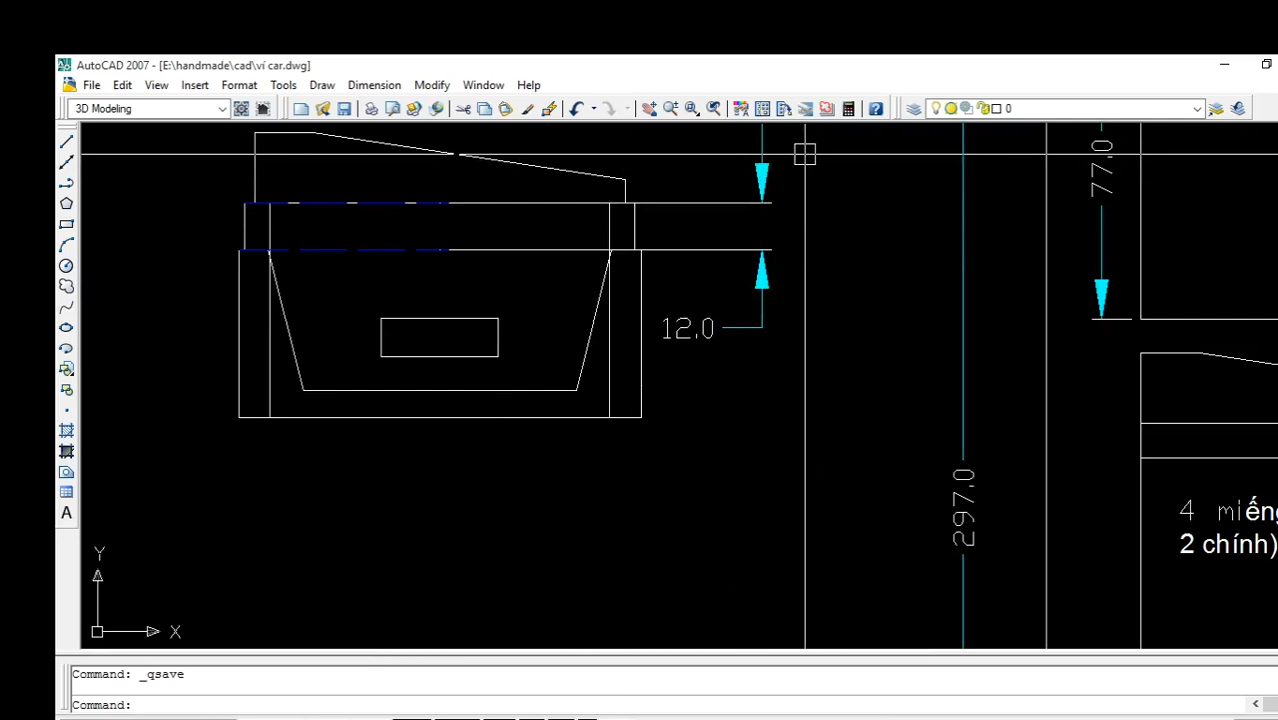 AutoCAD 2007 - [E:\handmade\cad\ví car.dwg]
File Edit View Insert Format Tools Draw Dimension Modify Window Help
3D Modeling
0
77.0
12.0
297.0
4 miếng
2 chính)
Y
X
A
Command: _qsave
Command: